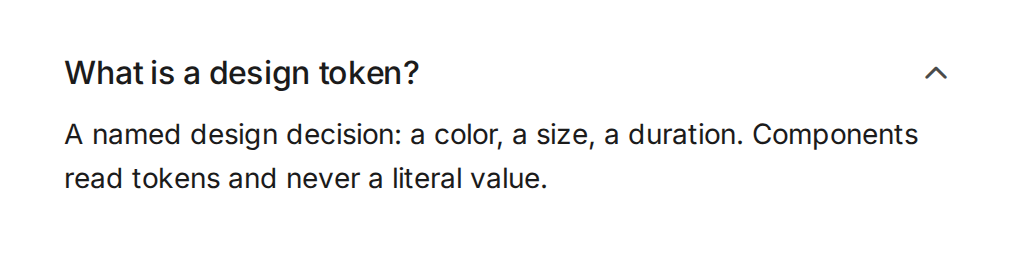 What is a design token?
A named design decision: a color, a size, a duration. Components
read tokens and never a literal value.